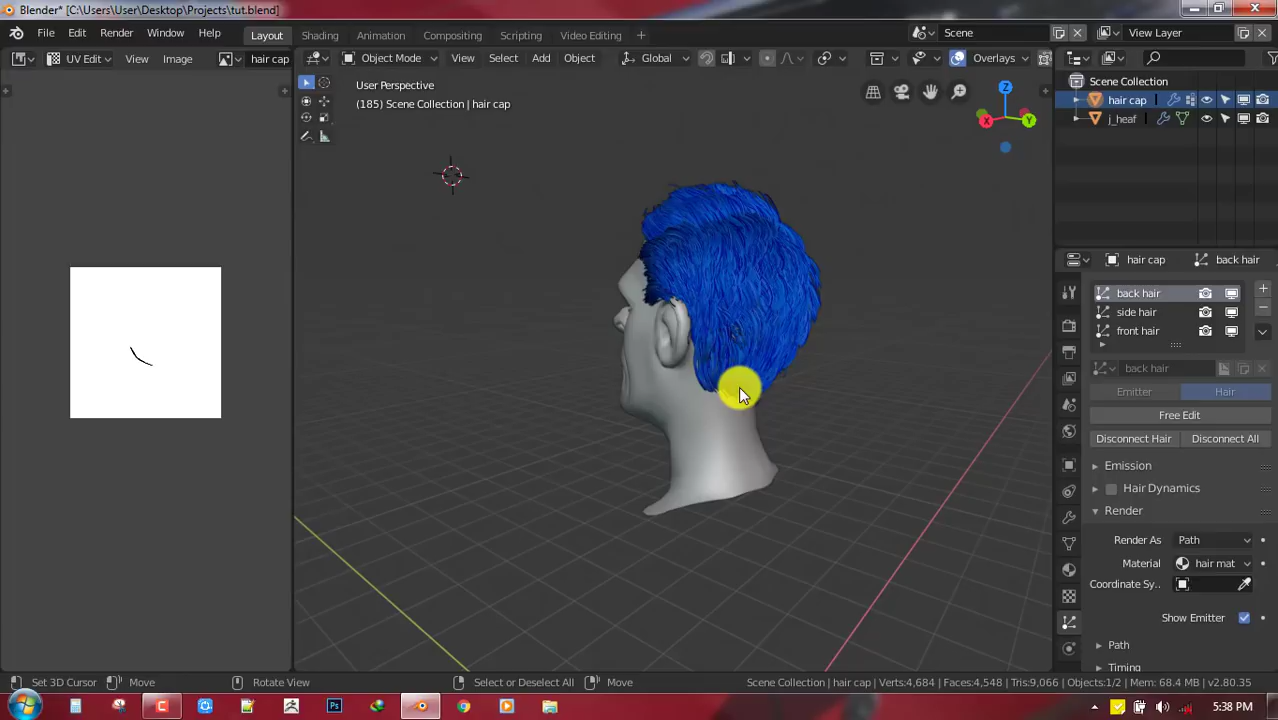 Blender* [C:\Users\User\Desktop\Projects\tut.blend]
File Edit Render Window Help Layout Shading Animation Compositing Scripting Video Editing Scene View Layer
UV Edit View Image hair cap Object Mode View Select Add Object Global Overlays
User Perspective
(185) Scene Collection | hair cap
Scene Collection
hair cap
j_heaf
X Y Z
hair cap back hair
back hair
side hair
front hair
back hair
Emitter Hair
Free Edit
Disconnect Hair Disconnect All
Emission
Hair Dynamics
Render
Render As Path
Material hair mat
Coordinate Sy..
Show Emitter
Path
Timing
Set 3D Cursor Move Rotate View Select or Deselect All Move Scene Collection | hair cap | Verts:4,684 | Faces:4,548 | Tris:9,066 | Objects:1/2 | Mem: 68.4 MB | v2.80.35
Ps
5:38 PM